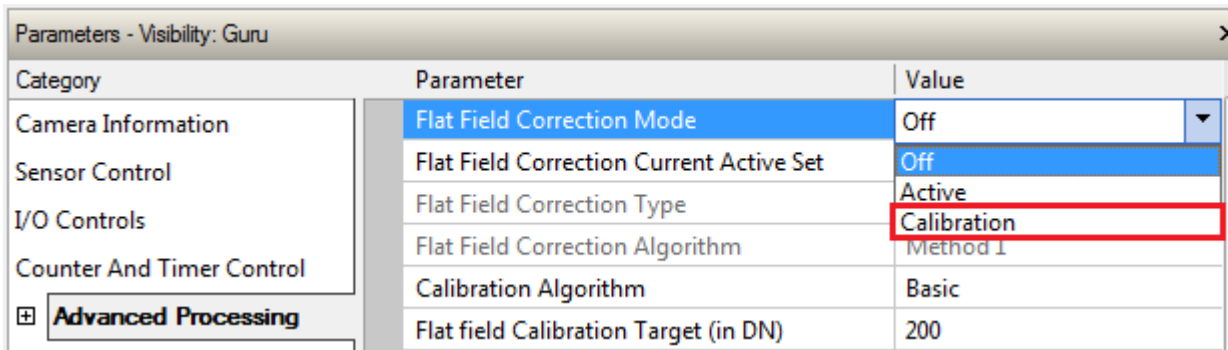 Parameters - Visibility: Guru
Category Parameter Value
Camera Information Flat Field Correction Mode Off
Sensor Control Flat Field Correction Current Active Set Off
Active
I/O Controls Flat Field Correction Type
Calibration
Counter And Timer Control Flat Field Correction Algorithm Method 1
Calibration Algorithm Basic
Advanced Processing Flat field Calibration Target (in DN) 200